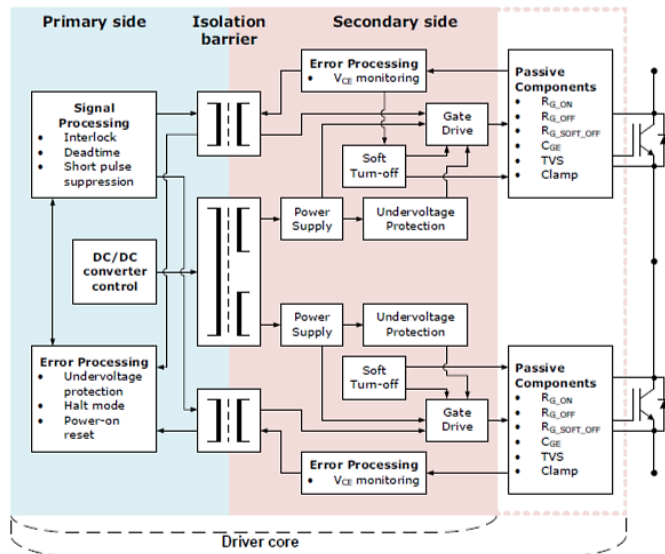 Primary side
Isolation
barrier
Secondary side
Signal
Processing
• Interlock
• Deadtime
• Short pulse
suppression
Error Processing
• VCE monitoring
Gate
Drive
Soft
Turn-off
Passive
Components
• RG_ON
• RG_OFF
• RG_SOFT_OFF
• CGE
• TVS
• Clamp
DC/DC
converter
control
Power
Supply
Undervoltage
Protection
Power
Supply
Undervoltage
Protection
Error Processing
• Undervoltage
protection
• Halt mode
• Power-on
reset
Soft
Turn-off
Gate
Drive
Error Processing
• VCE monitoring
Passive
Components
• RG_ON
• RG_OFF
• RG_SOFT_OFF
• CGE
• TVS
• Clamp
Driver core